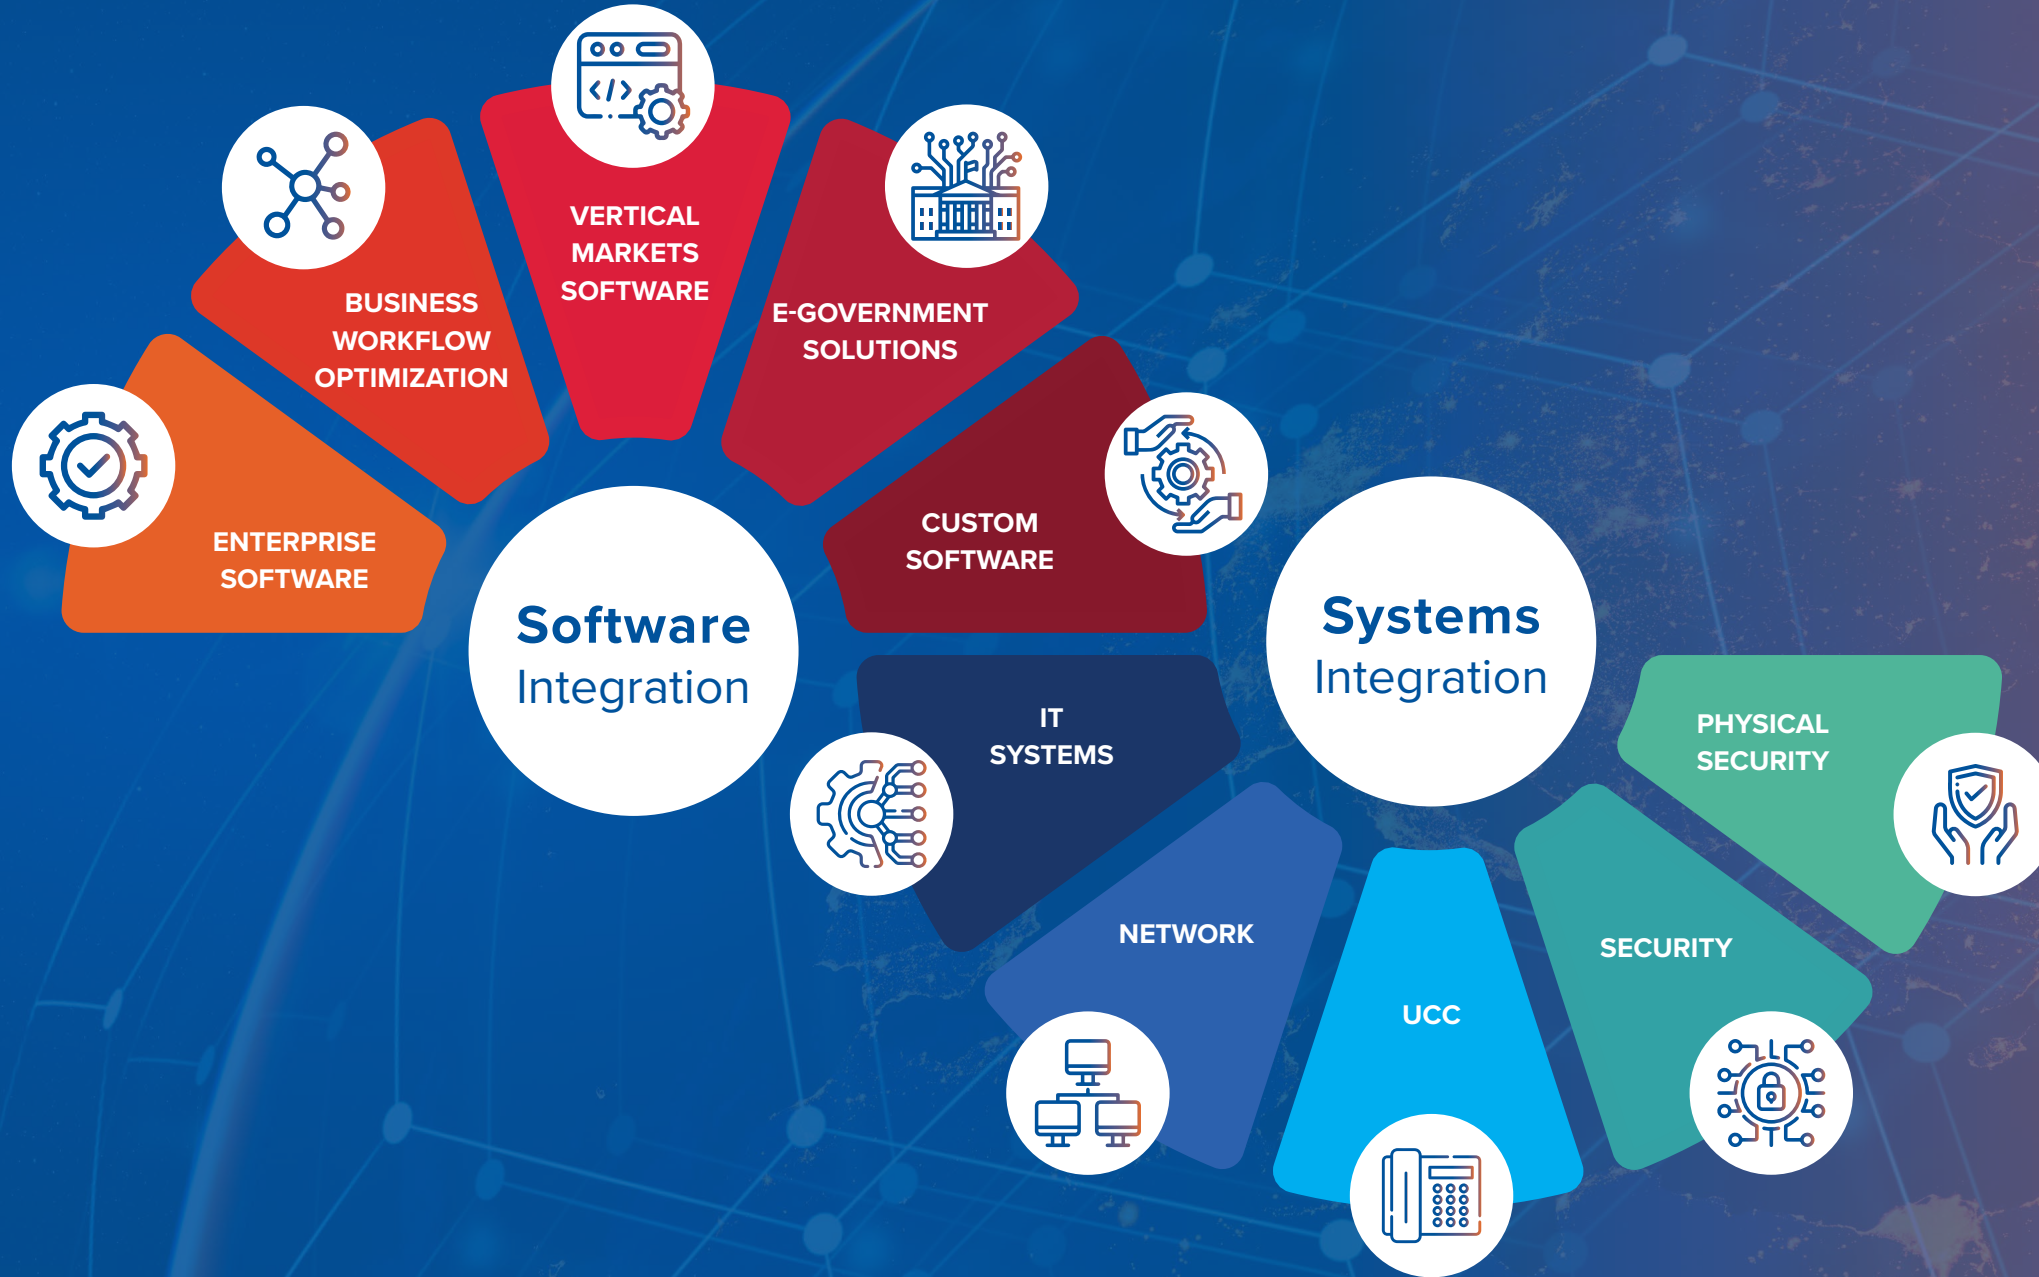 VERTICAL
MARKETS
SOFTWARE
BUSINESS
WORKFLOW
OPTIMIZATION
E-GOVERNMENT
SOLUTIONS
ENTERPRISE
SOFTWARE
CUSTOM
SOFTWARE
Software
Integration
Systems
Integration
IT
SYSTEMS
PHYSICAL
SECURITY
NETWORK
SECURITY
UCC